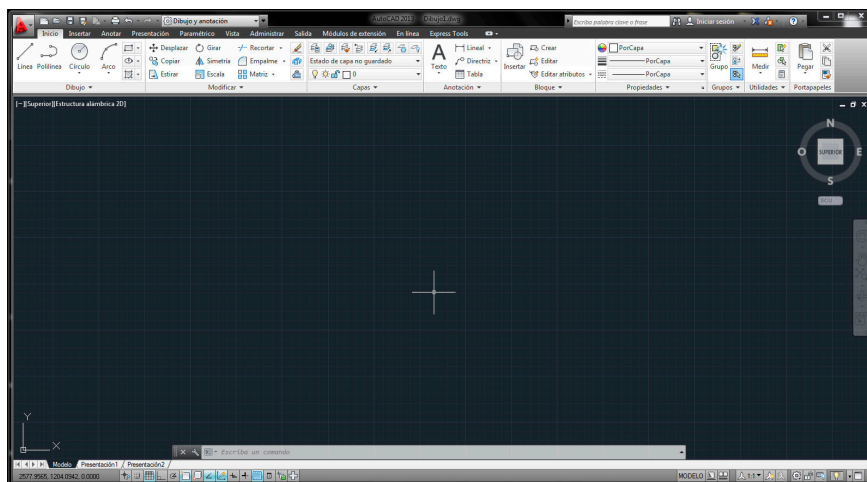 Dibujo y anotación
AutoCAD 2013 Dibujo1.dwg
Escriba palabra clave o frase
Iniciar sesión
Inicio Insertar Anotar Presentación Paramétrico Vista Administrar Salida Módulos de extensión En línea Express Tools
Desplazar Girar Recortar Lineal Crear PorCapa
Línea Polilínea Círculo Arco Copiar Simetría Empalme Estado de capa no guardado Texto Directriz Insertar Editar PorCapa Grupo Medir Pegar
Estirar Escala Matriz 0 Tabla Editar atributos PorCapa
Dibujo Modificar Capas Anotación Bloque Propiedades Grupos Utilidades Portapapeles
[−][Superior][Estructura alámbrica 2D]
N
O SUPERIOR E
S
Y
X
Escriba un comando
Modelo Presentación1 Presentación2
2577.9565, 1204.0942, 0.0000 MODELO 1:1